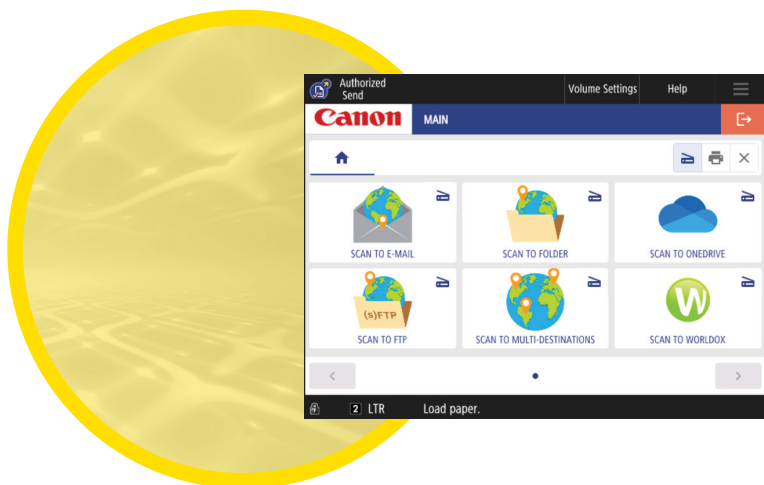 Authorized
Send
Volume Settings
Help
Canon
MAIN
SCAN TO E-MAIL
SCAN TO FOLDER
SCAN TO ONEDRIVE
(s)FTP
W
SCAN TO FTP
SCAN TO MULTI-DESTINATIONS
SCAN TO WORLDOX
2 LTR
Load paper.